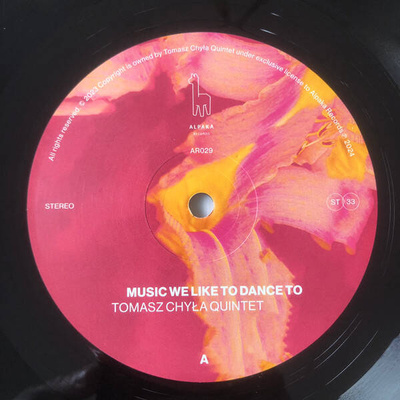 All rights reserved. © 2023 Copyright is owned by Tomasz Chyła Quintet under exclusive license to Alpaka Records ℗ 2024
ALPAKA
RECORDS
AR029
STEREO
ST 33
MUSIC WE LIKE TO DANCE TO
TOMASZ CHYŁA QUINTET
A